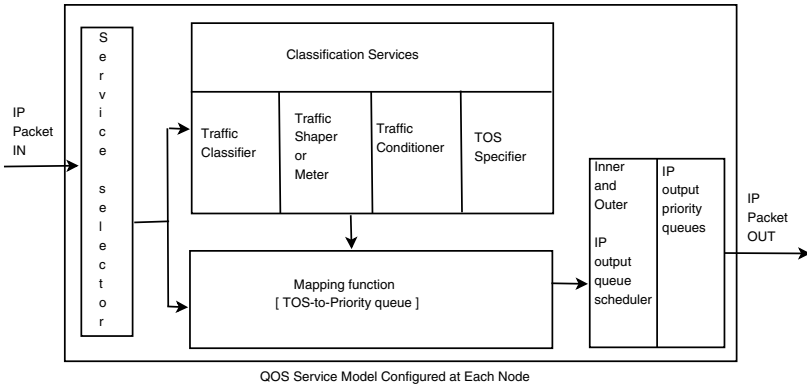 IP
Packet
IN
Service selector
Classification Services
Traffic
Classifier
Traffic
Shaper
or
Meter
Traffic
Conditioner
TOS
Specifier
Mapping function
[ TOS-to-Priority queue ]
Inner
and
Outer
IP
output
queue
scheduler
IP
output
priority
queues
IP
Packet
OUT
QOS Service Model Configured at Each Node